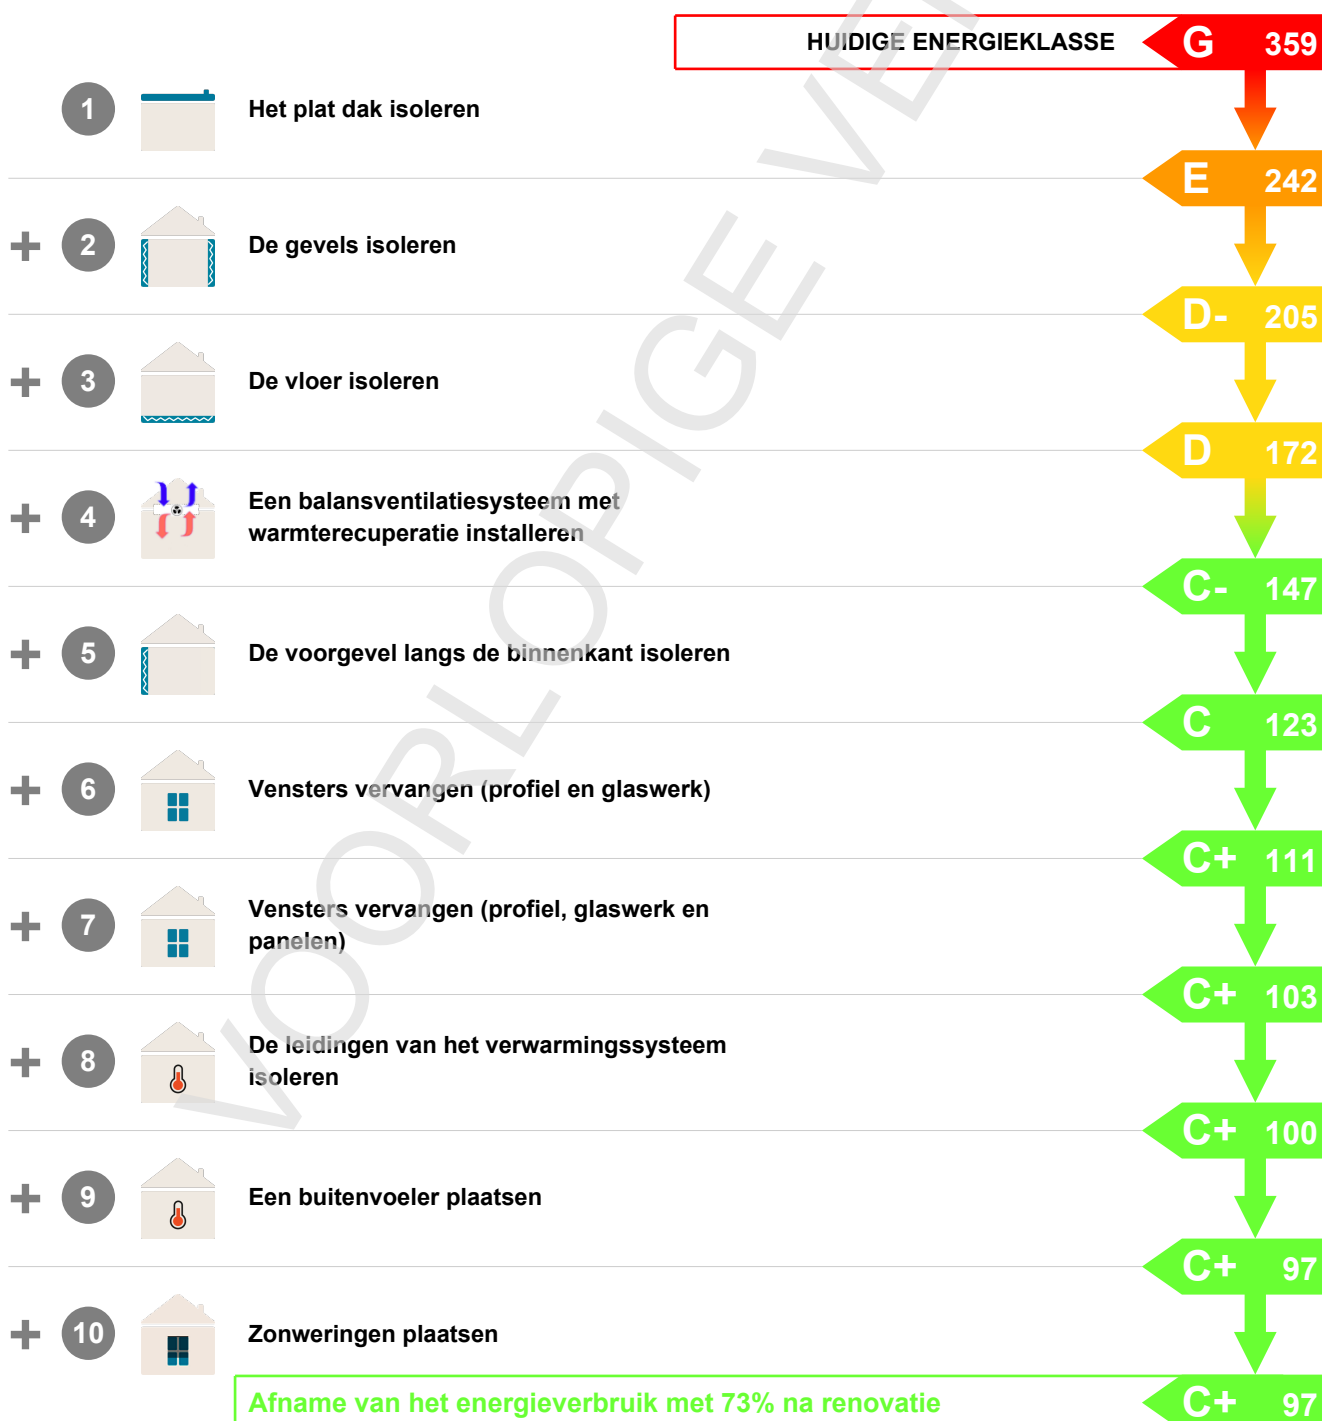 HUIDIGE ENERGIEKLASSE G 359
1 Het plat dak isoleren
E 242
+ 2 De gevels isoleren
D- 205
+ 3 De vloer isoleren
D 172
+ 4 Een balansventilatiesysteem met
warmterecuperatie installeren
C- 147
+ 5 De voorgevel langs de binnenkant isoleren
C 123
+ 6 Vensters vervangen (profiel en glaswerk)
C+ 111
+ 7 Vensters vervangen (profiel, glaswerk en
panelen)
C+ 103
+ 8 De leidingen van het verwarmingssysteem
isoleren
C+ 100
+ 9 Een buitenvoeler plaatsen
C+ 97
+ 10 Zonweringen plaatsen
Afname van het energieverbruik met 73% na renovatie C+ 97
VOORLOPIGE